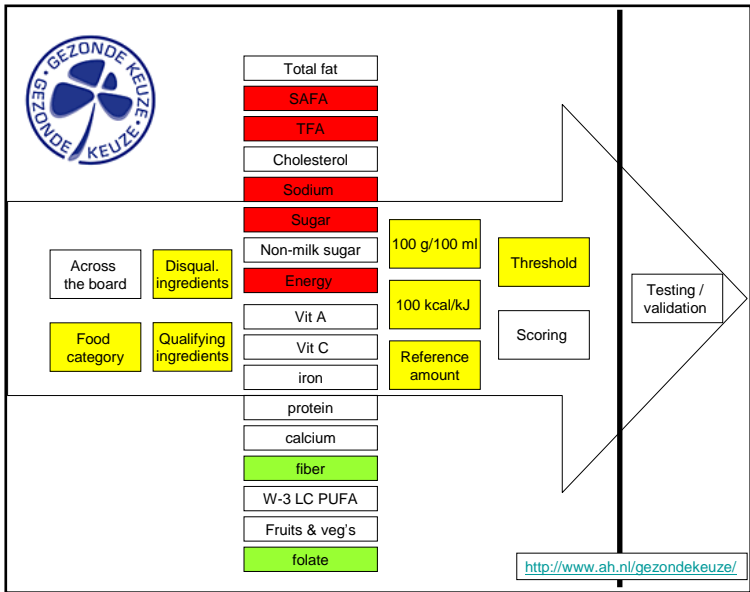 GEZONDE KEUZE • GEZONDE KEUZE •
Total fat
SAFA
TFA
Cholesterol
Sodium
Sugar
Non-milk sugar
Energy
Vit A
Vit C
iron
protein
calcium
fiber
W-3 LC PUFA
Fruits & veg's
folate
Across
the board
Disqual.
ingredients
Food
category
Qualifying
ingredients
100 g/100 ml
100 kcal/kJ
Reference
amount
Threshold
Scoring
Testing /
validation
http://www.ah.nl/gezondekeuze/